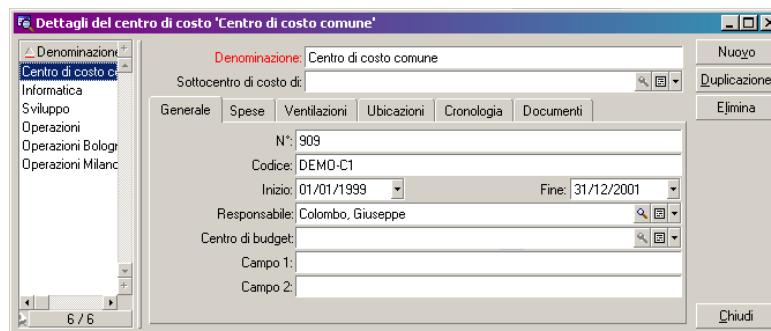 Dettagli del centro di costo 'Centro di costo comune'
Denominazione
Centro di costo c
Informatica
Sviluppo
Operazioni
Operazioni Bologn
Operazioni Milano
6 / 6
Denominazione: Centro di costo comune
Sottocentro di costo di:
Generale Spese Ventilazioni Ubicazioni Cronologia Documenti
N°: 909
Codice: DEMO-C1
Inizio: 01/01/1999 Fine: 31/12/2001
Responsabile: Colombo, Giuseppe
Centro di budget:
Campo 1:
Campo 2:
Nuovo
Duplicazione
Elimina
Chiudi